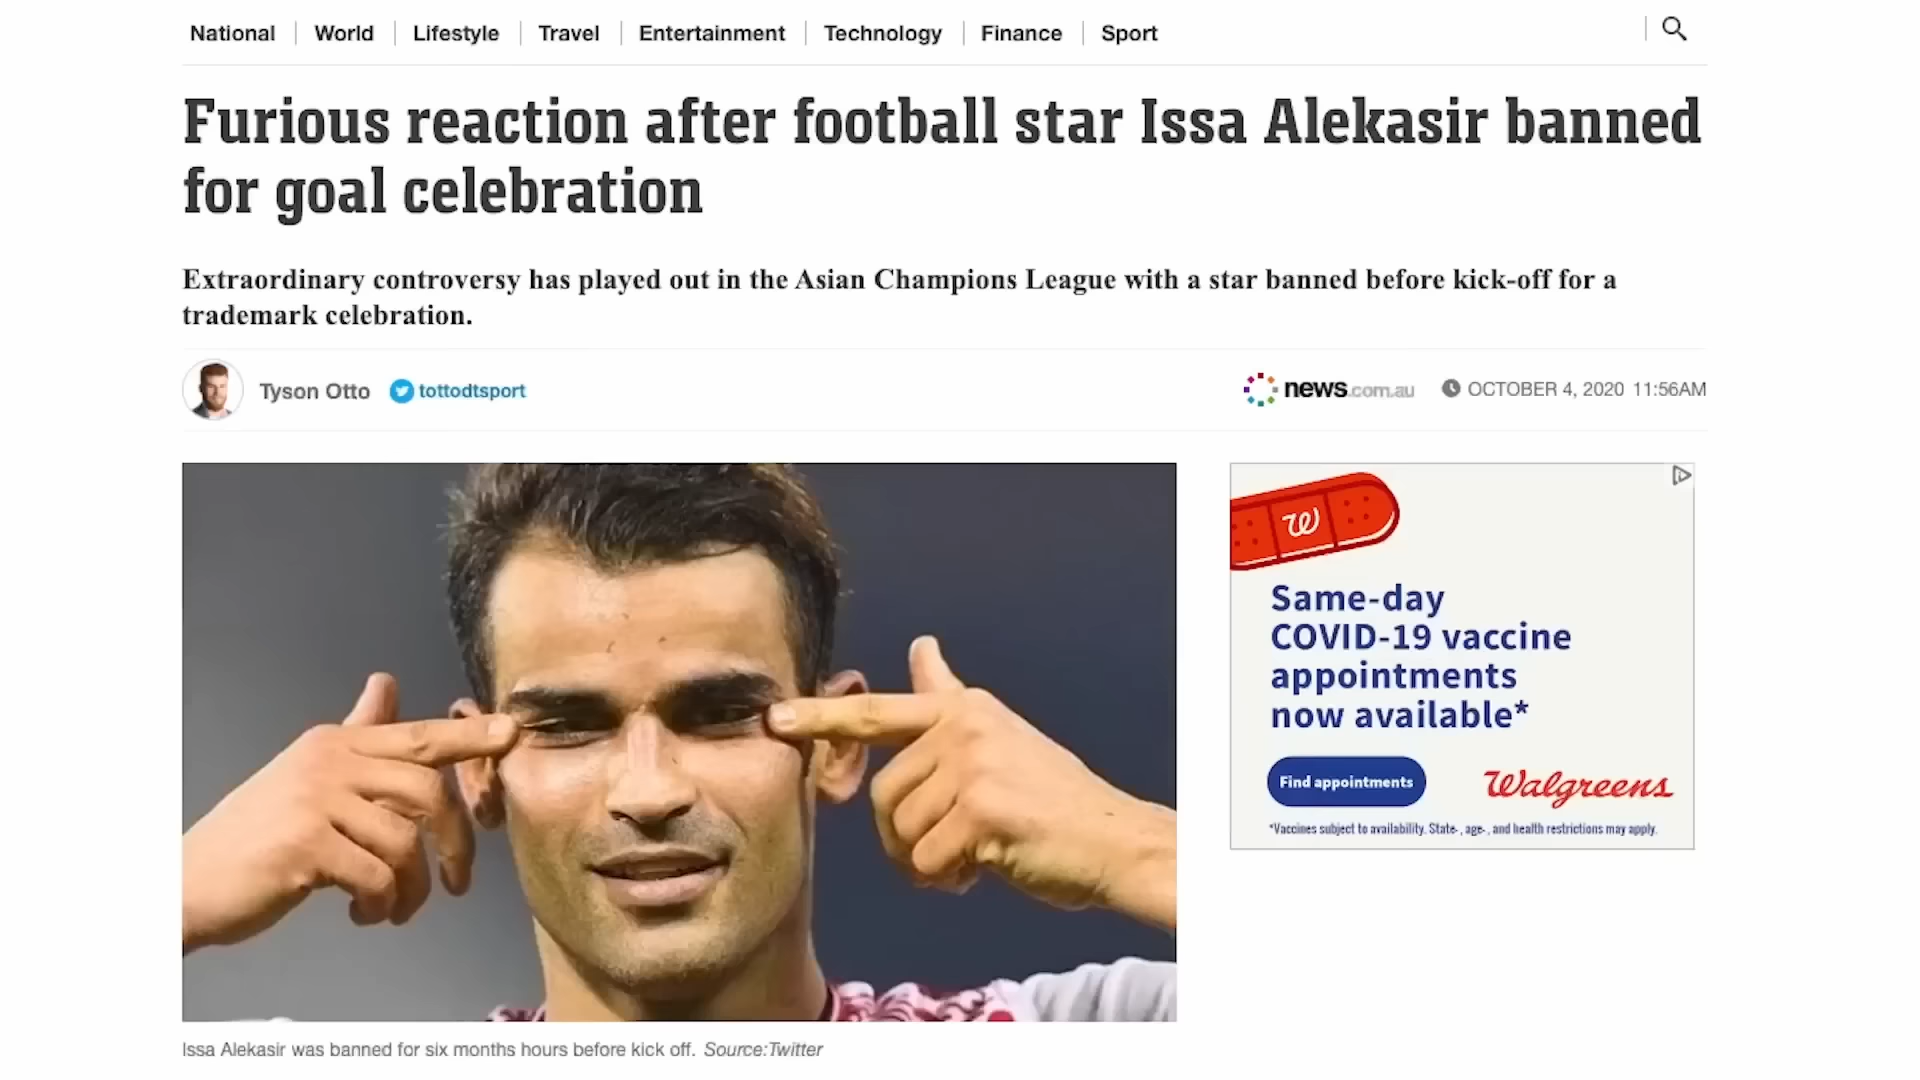 National World Lifestyle Travel Entertainment Technology Finance Sport
Furious reaction after football star Issa Alekasir banned
for goal celebration
Extraordinary controversy has played out in the Asian Champions League with a star banned before kick-off for a
trademark celebration.
Tyson Otto tottodtsport
news.com.au OCTOBER 4, 2020 11:56AM
W
Same-day
COVID-19 vaccine
appointments
now available*
Find appointments
Walgreens
*Vaccines subject to availability. State-, age-, and health restrictions may apply.
Issa Alekasir was banned for six months hours before kick off. Source:Twitter